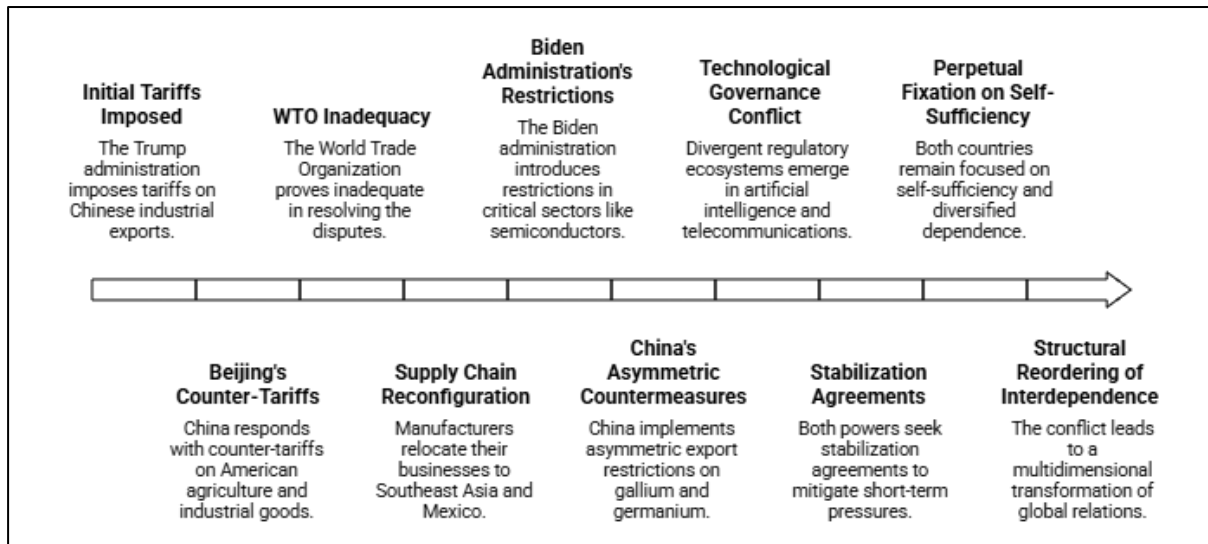 Initial Tariffs
Imposed
The Trump
administration
imposes tariffs on
Chinese industrial
exports.
Beijing's
Counter-Tariffs
China responds
with counter-tariffs
on American
agriculture and
industrial goods.
WTO Inadequacy
The World Trade
Organization
proves inadequate
in resolving the
disputes.
Supply Chain
Reconfiguration
Manufacturers
relocate their
businesses to
Southeast Asia and
Mexico.
Biden
Administration's
Restrictions
The Biden
administration
introduces
restrictions in
critical sectors like
semiconductors.
China's
Asymmetric
Countermeasures
China implements
asymmetric export
restrictions on
gallium and
germanium.
Technological
Governance
Conflict
Divergent regulatory
ecosystems emerge
in artificial
intelligence and
telecommunications.
Stabilization
Agreements
Both powers seek
stabilization
agreements to
mitigate short-term
pressures.
Perpetual
Fixation on Self-
Sufficiency
Both countries
remain focused on
self-sufficiency and
diversified
dependence.
Structural
Reordering of
Interdependence
The conflict leads
to a
multidimensional
transformation of
global relations.